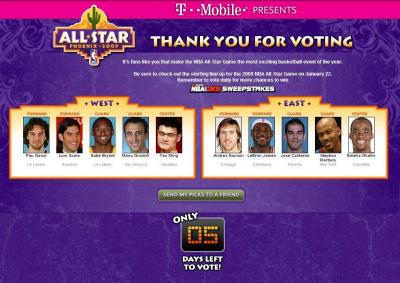 T··Mobile· PRESENTS
ALL★STAR
PHOENIX·2009
THANK YOU FOR VOTING
It's fans like you that make the NBA All-Star Game the most exciting basketball event of the year.
Be sure to check out the starting line up for the 2009 NBA All-Star Game on January 22.
Remember to vote daily for more chances to win
NBA2K9 SWEEPSTAKES
WEST
EAST
FORWARD FORWARD GUARD GUARD CENTER
FORWARD FORWARD GUARD GUARD CENTER
Pau Gasol Luis Scola Kobe Bryant Manu Ginobili Yao Ming
Andres Nocioni LeBron James Jose Calderon Stephon Marbury Emeka Okafor
LA Lakers Houston LA Lakers San Antonio Houston
Chicago Cleveland Toronto New York Charlotte
SEND MY PICKS TO A FRIEND
ONLY
05
DAYS LEFT
TO VOTE!